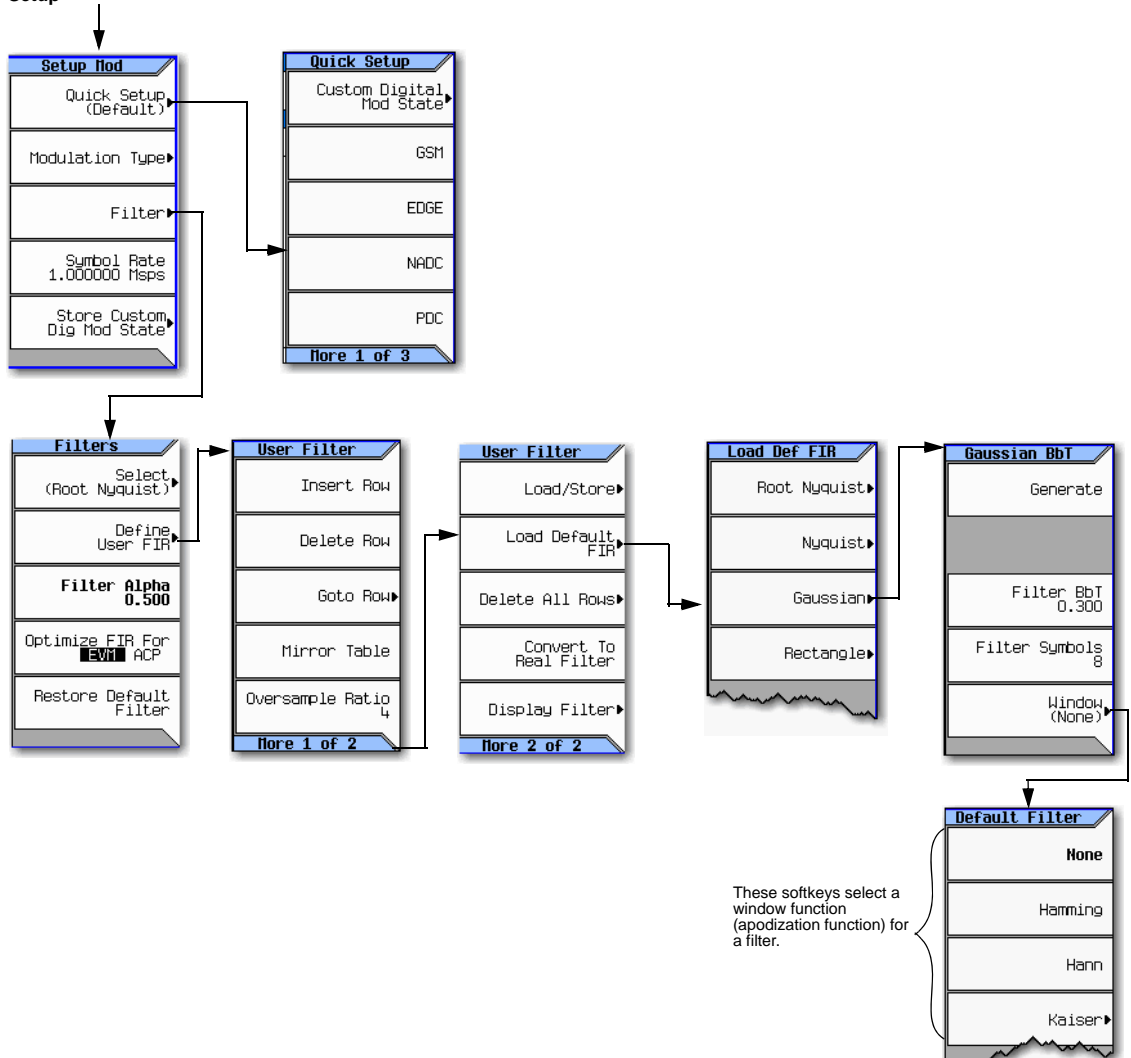 Setup
Setup Mod
Quick Setup
(Default)
Modulation Type
Filter
Symbol Rate
1.000000 Msps
Store Custom
Dig Mod State
Quick Setup
Custom Digital
Mod State
GSM
EDGE
NADC
PDC
More 1 of 3
Filters
Select
(Root Nyquist)
Define
User FIR
Filter Alpha
0.500
Optimize FIR For
EVM ACP
Restore Default
Filter
User Filter
Insert Row
Delete Row
Goto Row
Mirror Table
Oversample Ratio
4
More 1 of 2
User Filter
Load/Store
Load Default
FIR
Delete All Rows
Convert To
Real Filter
Display Filter
More 2 of 2
Load Def FIR
Root Nyquist
Nyquist
Gaussian
Rectangle
Gaussian BbT
Generate
Filter BbT
0.300
Filter Symbols
8
Window
(None)
Default Filter
None
Hamming
Hann
Kaiser
These softkeys select a
window function
(apodization function) for
a filter.